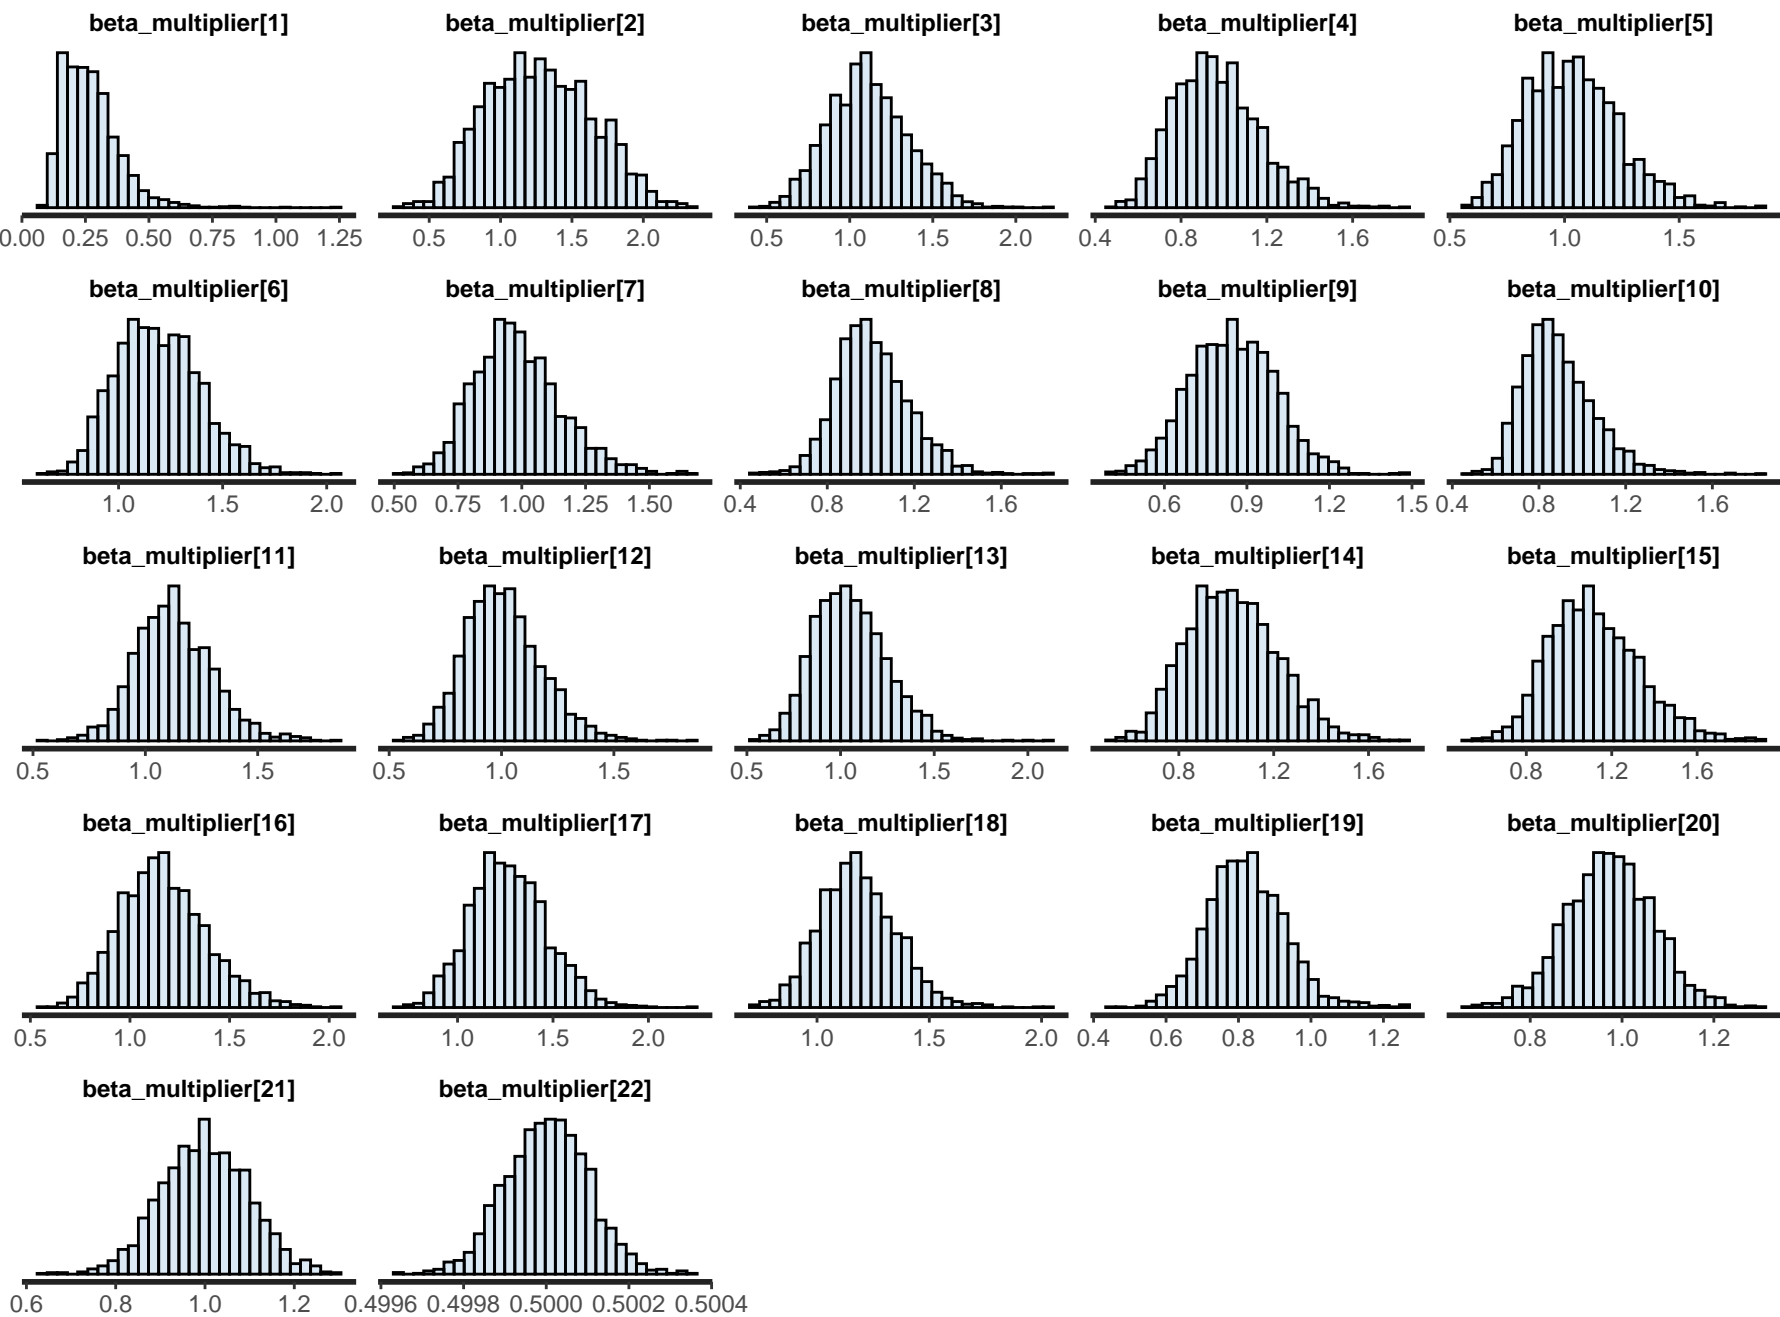 beta_multiplier[1] beta_multiplier[2] beta_multiplier[3] beta_multiplier[4] beta_multiplier[5]
0.00 0.25 0.50 0.75 1.00 1.25 0.5 1.0 1.5 2.0 0.5 1.0 1.5 2.0 0.4 0.8 1.2 1.6 0.5 1.0 1.5
beta_multiplier[6] beta_multiplier[7] beta_multiplier[8] beta_multiplier[9] beta_multiplier[10]
1.0 1.5 2.0 0.50 0.75 1.00 1.25 1.50 0.4 0.8 1.2 1.6 0.6 0.9 1.2 1.5 0.4 0.8 1.2 1.6
beta_multiplier[11] beta_multiplier[12] beta_multiplier[13] beta_multiplier[14] beta_multiplier[15]
0.5 1.0 1.5 0.5 1.0 1.5 0.5 1.0 1.5 2.0 0.8 1.2 1.6 0.8 1.2 1.6
beta_multiplier[16] beta_multiplier[17] beta_multiplier[18] beta_multiplier[19] beta_multiplier[20]
0.5 1.0 1.5 2.0 1.0 1.5 2.0 1.0 1.5 2.0 0.4 0.6 0.8 1.0 1.2 0.8 1.0 1.2
beta_multiplier[21] beta_multiplier[22]
0.6 0.8 1.0 1.2 0.4996 0.4998 0.5000 0.5002 0.5004